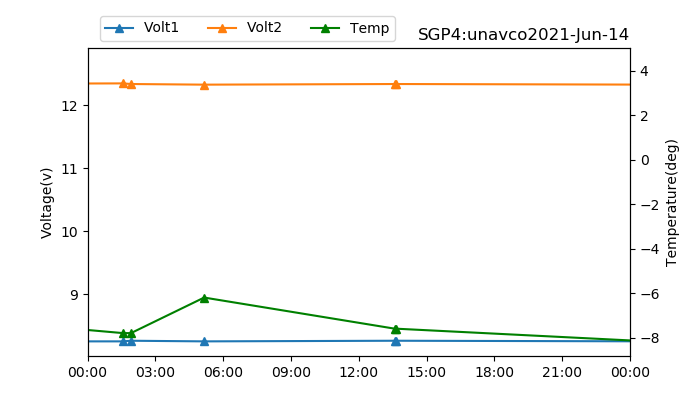 Volt1 Volt2 Temp
SGP4:unavco2021-Jun-14
12
11
10
9
Voltage(v)
4
2
0
−2
−4
−6
−8
Temperature(deg)
00:00 03:00 06:00 09:00 12:00 15:00 18:00 21:00 00:00